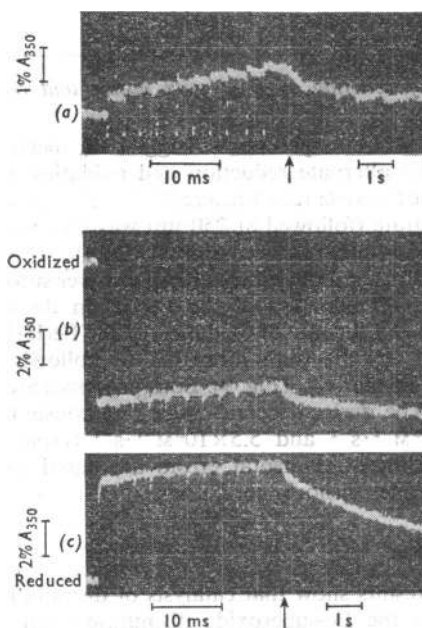 1% A₃₅₀
(a)
10 ms
1 s
Oxidized
2% A₃₅₀
(b)
2% A₃₅₀
(c)
Reduced
10 ms
1 s